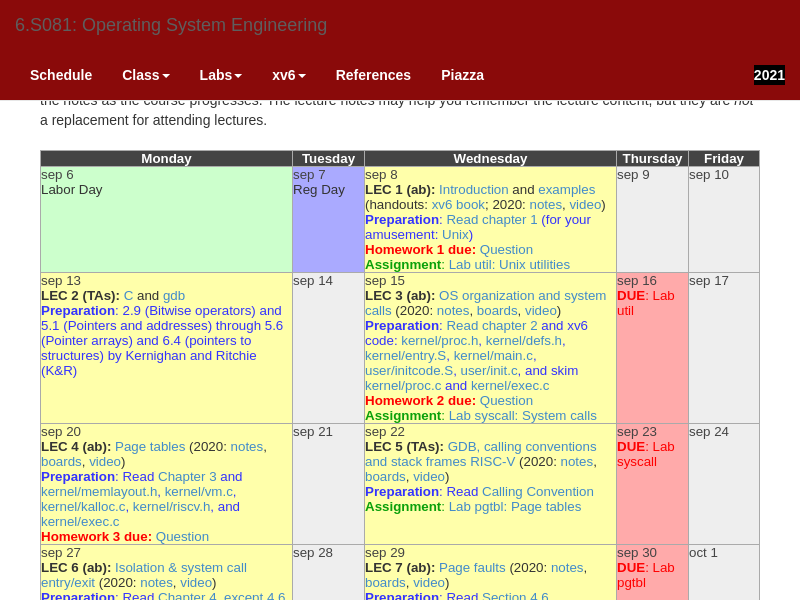 6.S081: Operating System Engineering
Schedule Class Labs xv6 References Piazza 2021
the notes as the course progresses. The lecture notes may help you remember the lecture content, but they are not
a replacement for attending lectures.
Monday Tuesday Wednesday Thursday Friday
sep 6
Labor Day
sep 7
Reg Day
sep 8
LEC 1 (ab): Introduction and examples
(handouts: xv6 book; 2020: notes, video)
Preparation: Read chapter 1 (for your
amusement: Unix)
Homework 1 due: Question
Assignment: Lab util: Unix utilities
sep 9
sep 10
sep 13
LEC 2 (TAs): C and gdb
Preparation: 2.9 (Bitwise operators) and
5.1 (Pointers and addresses) through 5.6
(Pointer arrays) and 6.4 (pointers to
structures) by Kernighan and Ritchie
(K&R)
sep 14
sep 15
LEC 3 (ab): OS organization and system
calls (2020: notes, boards, video)
Preparation: Read chapter 2 and xv6
code: kernel/proc.h, kernel/defs.h,
kernel/entry.S, kernel/main.c,
user/initcode.S, user/init.c, and skim
kernel/proc.c and kernel/exec.c
Homework 2 due: Question
Assignment: Lab syscall: System calls
sep 16
DUE: Lab
util
sep 17
sep 20
LEC 4 (ab): Page tables (2020: notes,
boards, video)
Preparation: Read Chapter 3 and
kernel/memlayout.h, kernel/vm.c,
kernel/kalloc.c, kernel/riscv.h, and
kernel/exec.c
Homework 3 due: Question
sep 21
sep 22
LEC 5 (TAs): GDB, calling conventions
and stack frames RISC-V (2020: notes,
boards, video)
Preparation: Read Calling Convention
Assignment: Lab pgtbl: Page tables
sep 23
DUE: Lab
syscall
sep 24
sep 27
LEC 6 (ab): Isolation & system call
entry/exit (2020: notes, video)
Preparation: Read Chapter 4, except 4.6
sep 28
sep 29
LEC 7 (ab): Page faults (2020: notes,
boards, video)
Preparation: Read Section 4.6
sep 30
DUE: Lab
pgtbl
oct 1